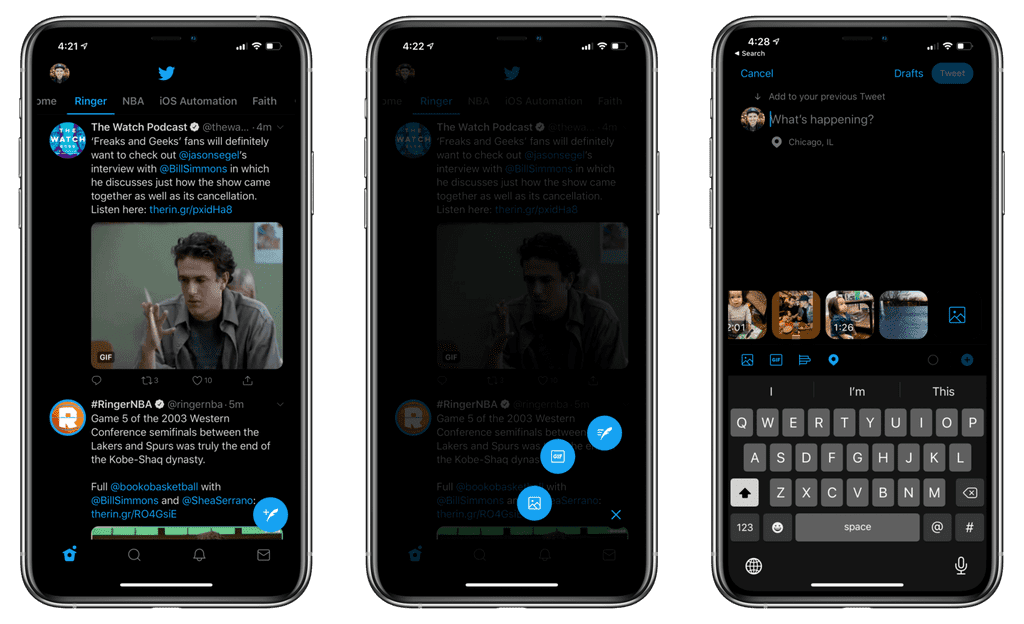 4:21
ome Ringer NBA iOS Automation Faith
THE WATCH
The Watch Podcast @thewa... · 4m
'Freaks and Geeks' fans will definitely
want to check out @jasonsegel's
interview with @BillSimmons in which
he discusses just how the show came
together as well as its cancellation.
Listen here: therin.gr/pxidHa8
GIF
3 10
#RingerNBA @ringernba · 5m
Game 5 of the 2003 Western
Conference semifinals between the
Lakers and Spurs was truly the end of
the Kobe-Shaq dynasty.
Full @bookobasketball with
@BillSimmons and @SheaSerrano:
therin.gr/RO4GsiE
4:22
ome Ringer NBA iOS Automation Faith
THE WATCH
The Watch Podcast @thewa... · 4m
'Freaks and Geeks' fans will definitely
want to check out @jasonsegel's
interview with @BillSimmons in which
he discusses just how the show came
together as well as its cancellation.
Listen here: therin.gr/pxidHa8
GIF
3 10
#RingerNBA @ringernba · 5m
Game 5 of the 2003 Western
Conference semifinals between the
Lakers and Spurs was truly the end
the Kobe-Shaq dynasty.
GIF
Full @bookobasketball with
@BillSimmons and @SheaSerrano:
therin.gr/RO4GsiE
4:28
Search
Cancel Drafts Tweet
Add to your previous Tweet
What's happening?
Chicago, IL
2:01 1:26
GIF
I I'm This
Q W E R T Y U I O P
A S D F G H J K L
Z X C V B N M
123 space @ #